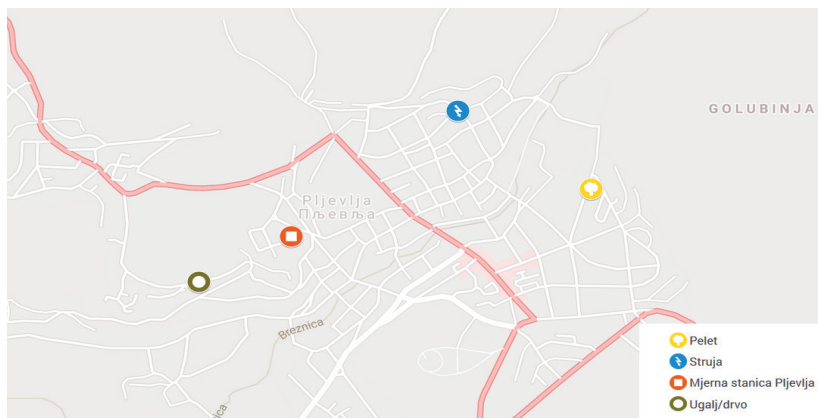 GOLUBINJA
Pljevlja
Пљевља
Breznica
Pelet
Struja
Mjerna stanica Pljevlja
Ugalj/drvo